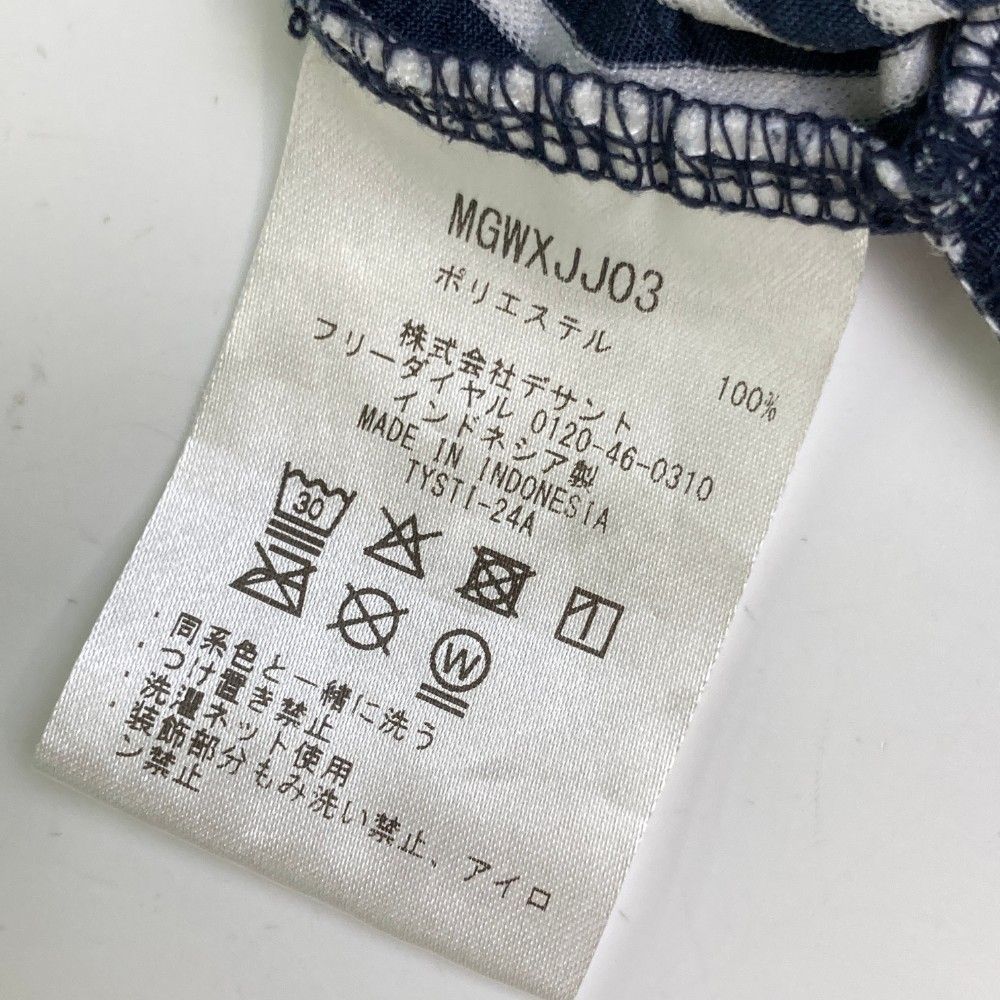 MGWXJJ03
ポリエステル 100%
株式会社デサント
フリーダイヤル 0120-46-0310
インドネシア製
MADE IN INDONESIA
TYSTI-24A
30
W
・同系色と一緒に洗う
・つけ置き禁止
・洗濯ネット使用
・装飾部分もみ洗い禁止、アイロ
ン禁止